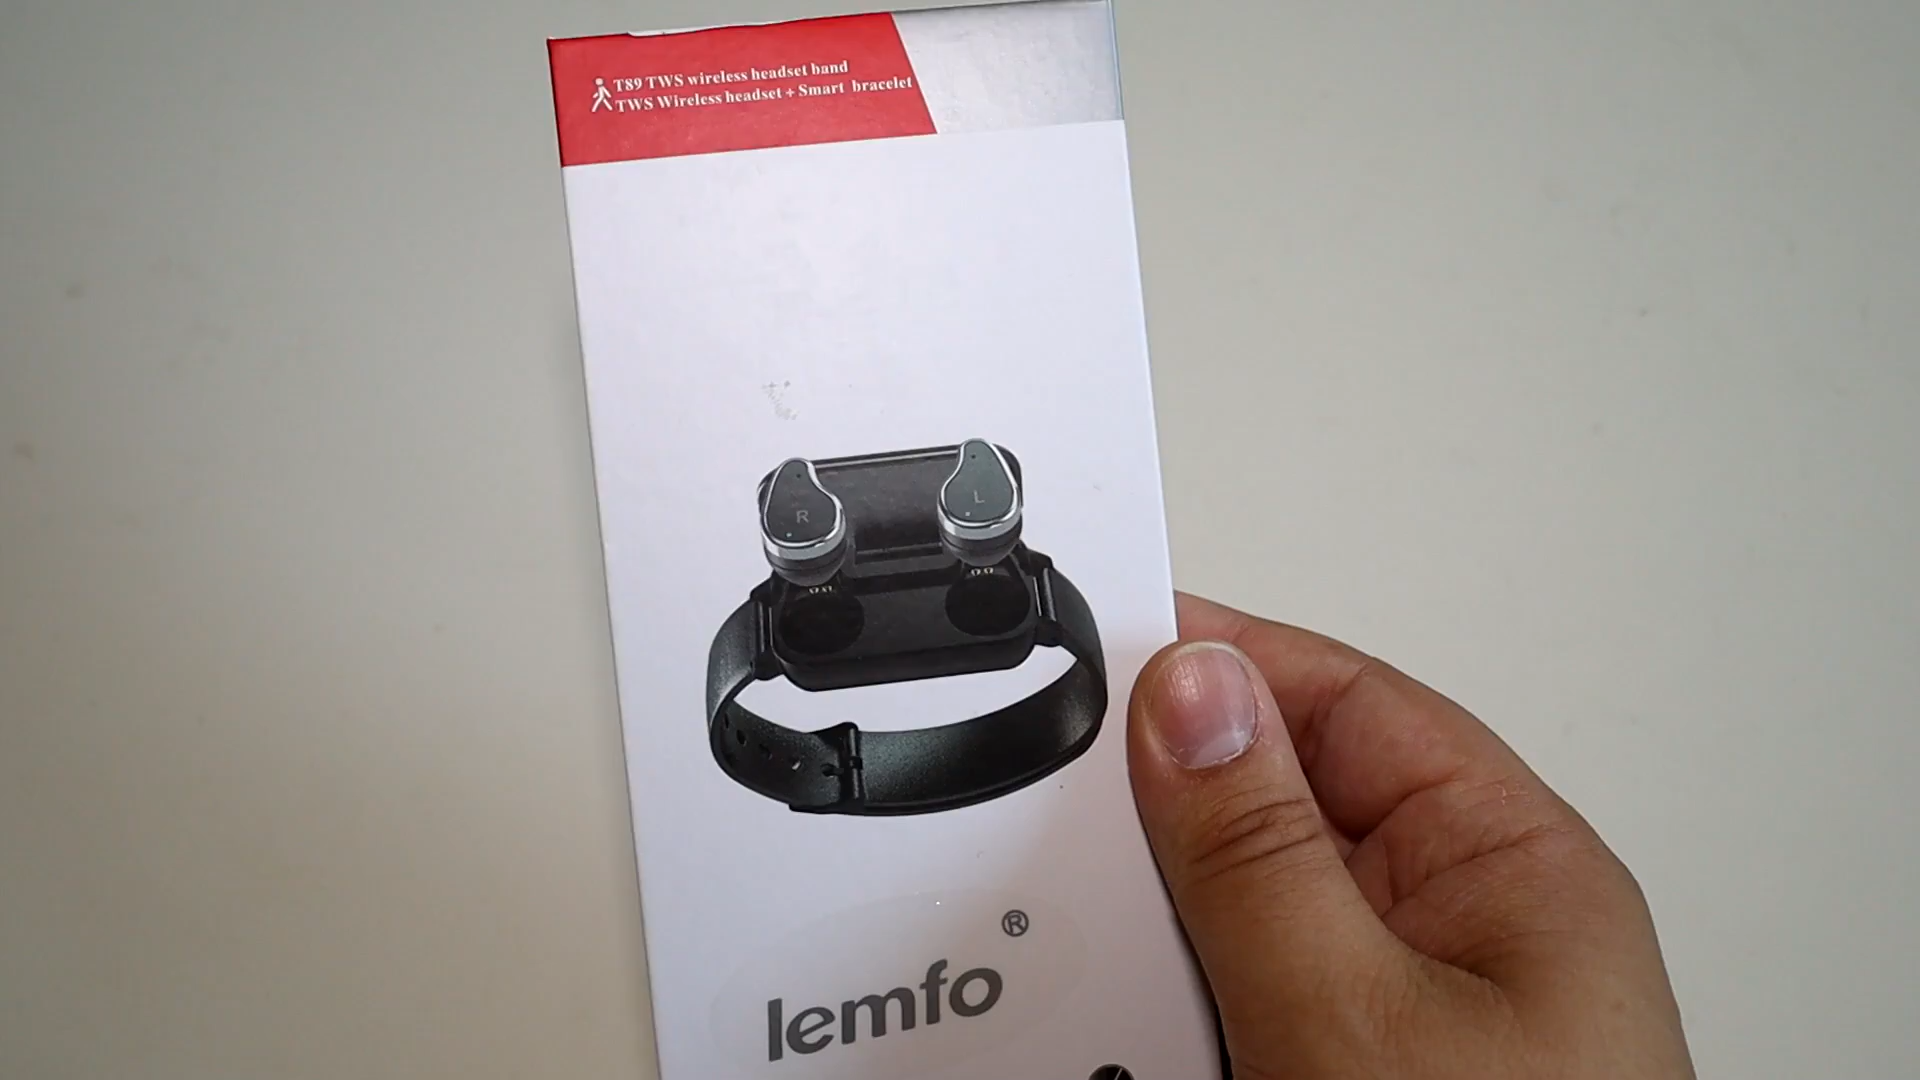 T89 TWS wireless headset band
TWS Wireless headset + Smart bracelet
R
L
lemfo ®